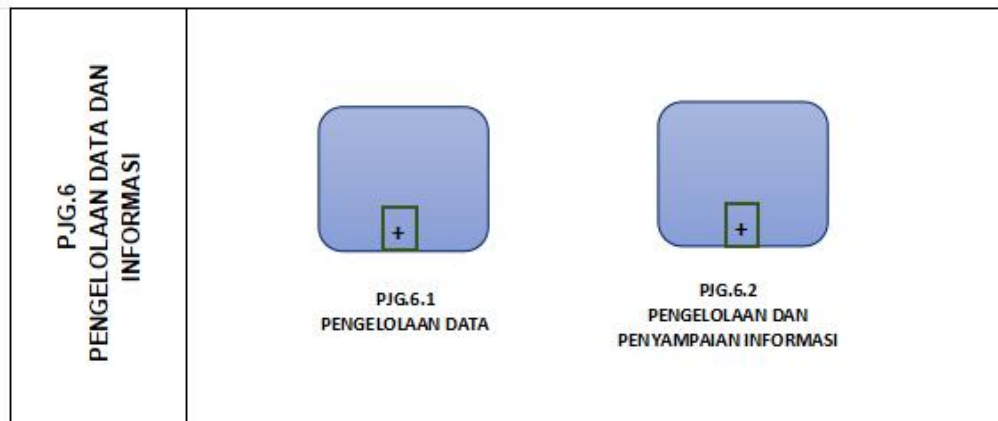 PJG.6
PENGELOLAAN DATA DAN
INFORMASI
+
PJG.6.1
PENGELOLAAN DATA
+
PJG.6.2
PENGELOLAAN DAN
PENYAMPAIAN INFORMASI